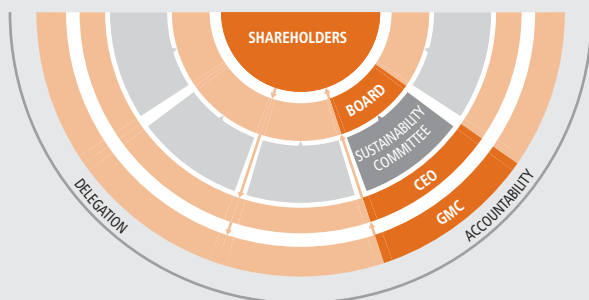 SHAREHOLDERS
BOARD
SUSTAINABILITY
COMMITTEE
CEO
GMC
DELEGATION
ACCOUNTABILITY